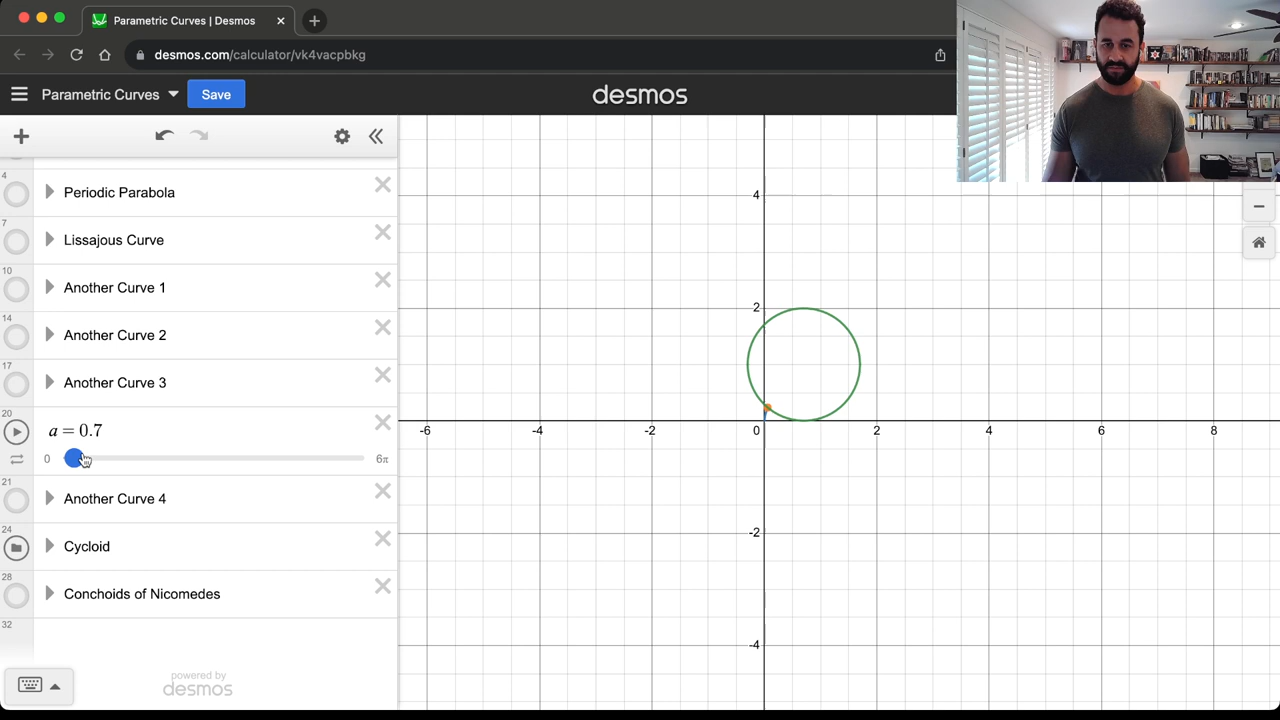 Parametric Curves | Desmos
desmos.com/calculator/vk4vacpbkg
Parametric Curves
Save
desmos
4
Periodic Parabola
7
Lissajous Curve
10
Another Curve 1
14
Another Curve 2
17
Another Curve 3
20
a = 0.7
0
6π
21
Another Curve 4
24
Cycloid
28
Conchoids of Nicomedes
32
powered by
desmos
4
2
-6
-4
-2
0
2
4
6
8
-2
-4